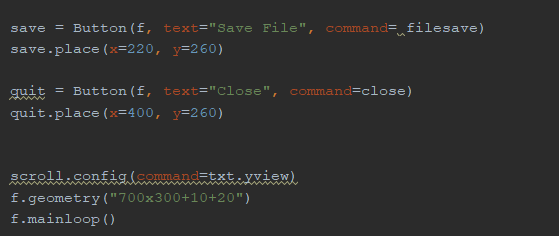 save = Button(f, text="Save File", command= filesave)
save.place(x=220, y=260)
quit = Button(f, text="Close", command=close)
quit.place(x=400, y=260)
scroll.config(command=txt.yview)
f.geometry("700x300+10+20")
f.mainloop()